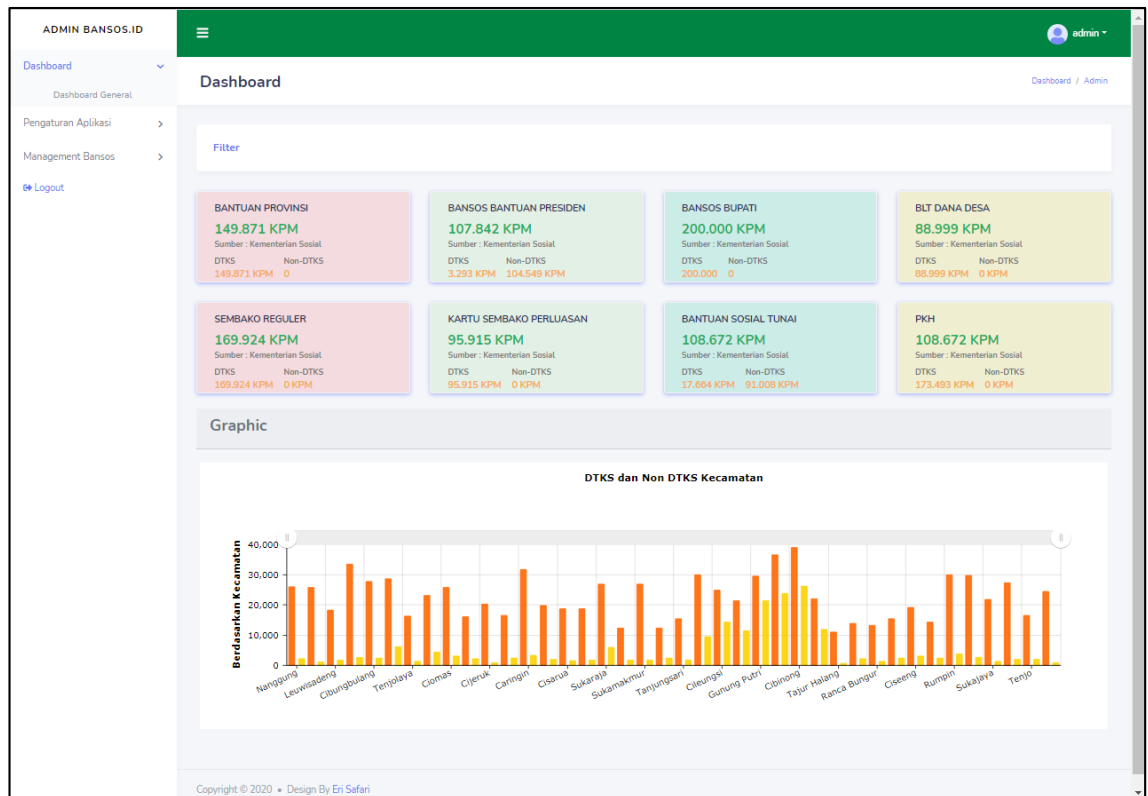 ADMIN BANSOS.ID
admin
Dashboard
Dashboard General
Pengaturan Aplikasi
Management Bansos
Logout
Dashboard
Dashboard / Admin
Filter
BANTUAN PROVINSI
149.871 KPM
Sumber : Kementerian Sosial
DTKS Non-DTKS
149.871 KPM 0
BANSOS BANTUAN PRESIDEN
107.842 KPM
Sumber : Kementerian Sosial
DTKS Non-DTKS
3.293 KPM 104.549 KPM
BANSOS BUPATI
200.000 KPM
Sumber : Kementerian Sosial
DTKS Non-DTKS
200.000 0
BLT DANA DESA
88.999 KPM
Sumber : Kementerian Sosial
DTKS Non-DTKS
88.999 KPM 0 KPM
SEMBAKO REGULER
169.924 KPM
Sumber : Kementerian Sosial
DTKS Non-DTKS
169.924 KPM 0 KPM
KARTU SEMBAKO PERLUASAN
95.915 KPM
Sumber : Kementerian Sosial
DTKS Non-DTKS
95.915 KPM 0 KPM
BANTUAN SOSIAL TUNAI
108.672 KPM
Sumber : Kementerian Sosial
DTKS Non-DTKS
17.664 KPM 91.008 KPM
PKH
108.672 KPM
Sumber : Kementerian Sosial
DTKS Non-DTKS
173.493 KPM 0 KPM
Graphic
DTKS dan Non DTKS Kecamatan
Berdasarkan Kecamatan
40,000
30,000
20,000
10,000
0
Nanggung
Leuwisadeng
Cibungbulang
Tenjolaya
Ciomas
Cijeruk
Caringin
Cisarua
Sukaraja
Sukamakmur
Tanjungsari
Cileungsi
Gunung Putri
Cibinong
Tajur Halang
Ranca Bungur
Ciseeng
Rumpin
Sukajaya
Tenjo
Copyright © 2020 • Design By Eri Safari